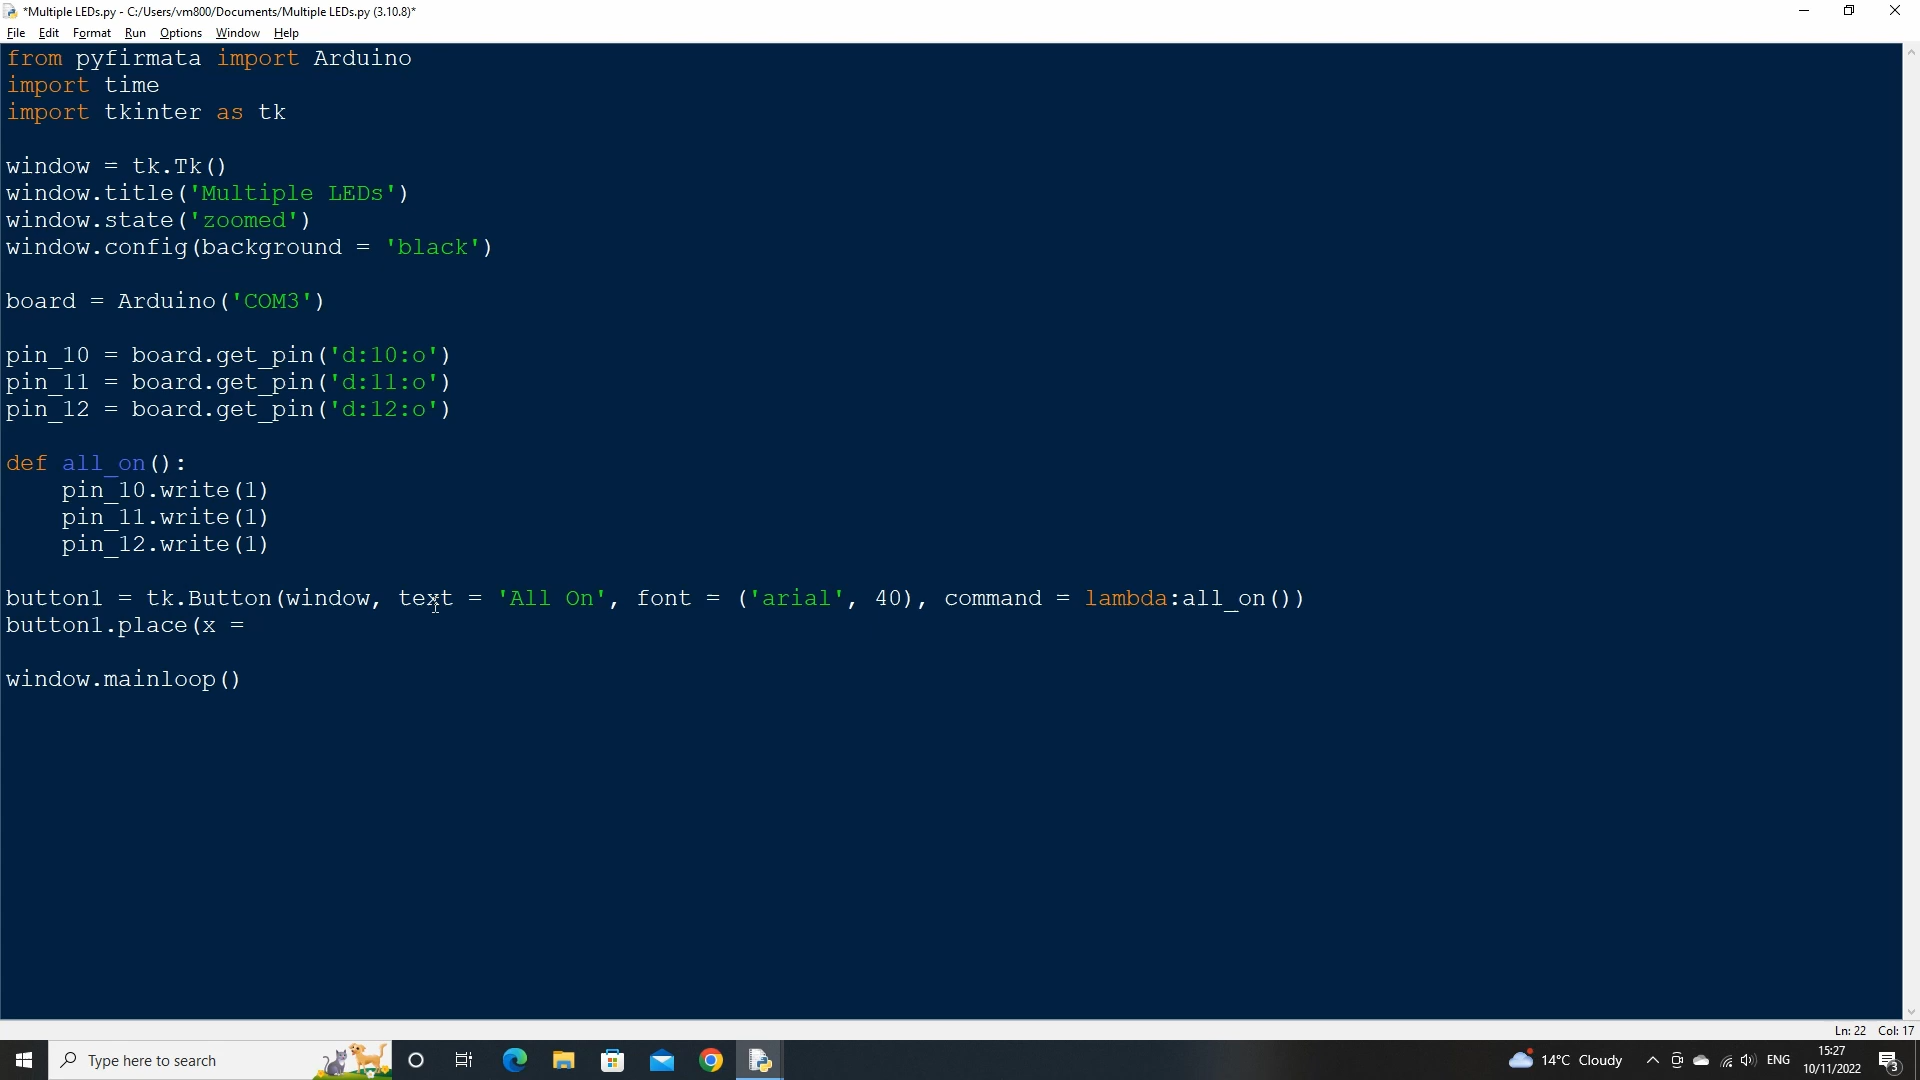 *Multiple LEDs.py - C:/Users/vm800/Documents/Multiple LEDs.py (3.10.8)*
File Edit Format Run Options Window Help
from pyfirmata import Arduino
import time
import tkinter as tk
window = tk.Tk()
window.title('Multiple LEDs')
window.state('zoomed')
window.config(background = 'black')
board = Arduino('COM3')
pin_10 = board.get_pin('d:10:o')
pin_11 = board.get_pin('d:11:o')
pin_12 = board.get_pin('d:12:o')
def all_on():
    pin_10.write(1)
    pin_11.write(1)
    pin_12.write(1)
button1 = tk.Button(window, text = 'All On', font = ('arial', 40), command = lambda:all_on())
button1.place(x =
window.mainloop()
Ln: 22 Col: 17
Type here to search
14°C Cloudy
ENG
15:27
10/11/2022
3